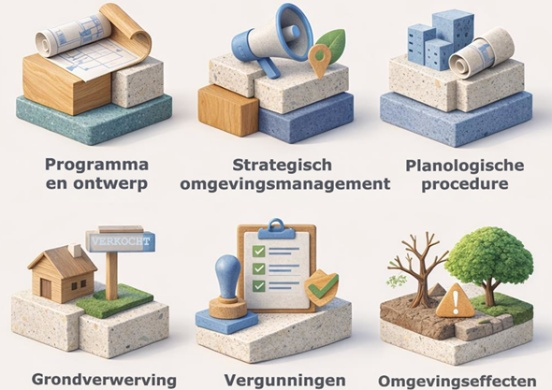 Programma
en ontwerp
Strategisch
omgevingsmanagement
Planologische
procedure
VERKOCHT
Grondverwerving
Vergunningen
Omgevingseffecten